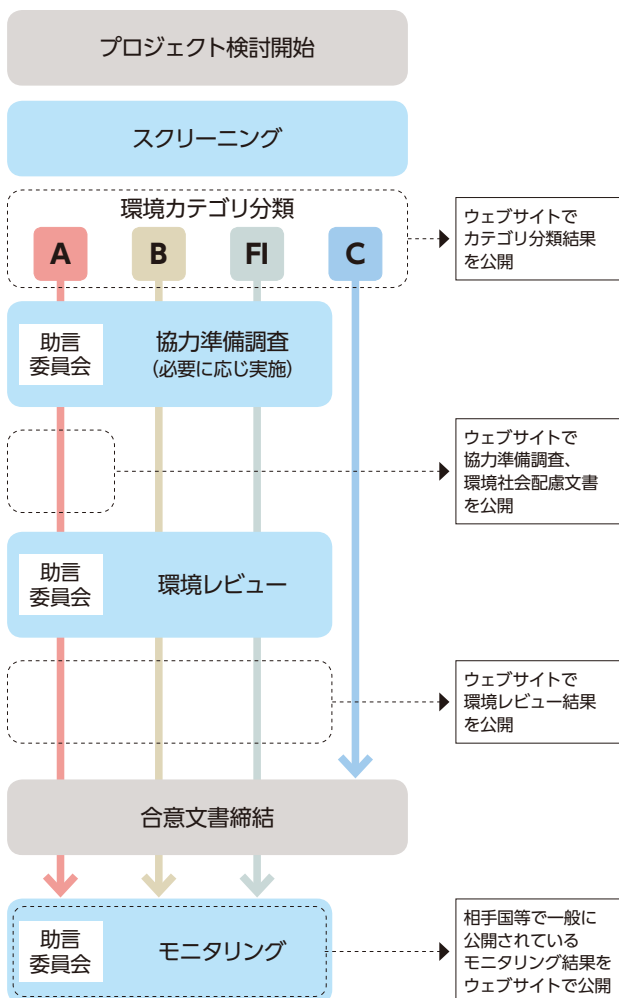 プロジェクト検討開始
スクリーニング
環境カテゴリ分類
A
B
FI
C
ウェブサイトで
カテゴリ分類結果
を公開
助言
委員会
協力準備調査
(必要に応じ実施)
ウェブサイトで
協力準備調査、
環境社会配慮文書
を公開
助言
委員会
環境レビュー
ウェブサイトで
環境レビュー結果
を公開
合意文書締結
助言
委員会
モニタリング
相手国等で一般に
公開されている
モニタリング結果を
ウェブサイトで公開